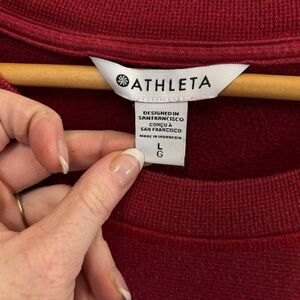 ATHLETA
DESIGNED IN
SAN FRANCISCO
CONÇU À
SAN FRANCISCO
MADE IN INDONESIA
L
G